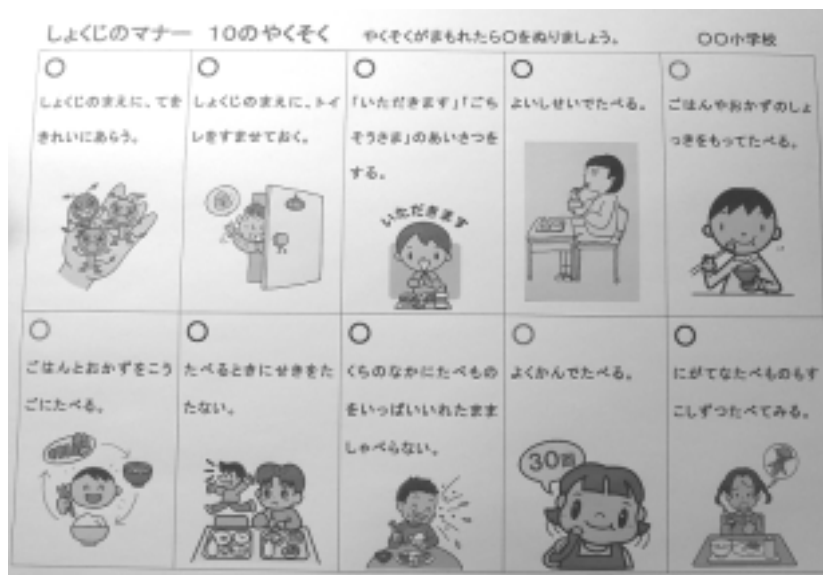 しょくじのマナー 10のやくそく やくそくがまもれたら○をぬりましょう。 〇〇小学校
○
しょくじのまえに、てを
きれいにあらう。
○
しょくじのまえに、トイ
レをすませておく。
○
「いただきます」「ごち
そうさま」のあいさつを
する。
いただきます
○
よいしせいでたべる。
○
ごはんやおかずのしょ
っきをもってたべる。
○
ごはんとおかずをこう
ごにたべる。
○
たべるときにせきをた
たない。
○
くちのなかにたべもの
をいっぱいいれたまま
しゃべらない。
○
よくかんでたべる。
30回
○
にがてなたべものもす
こしずつたべてみる。